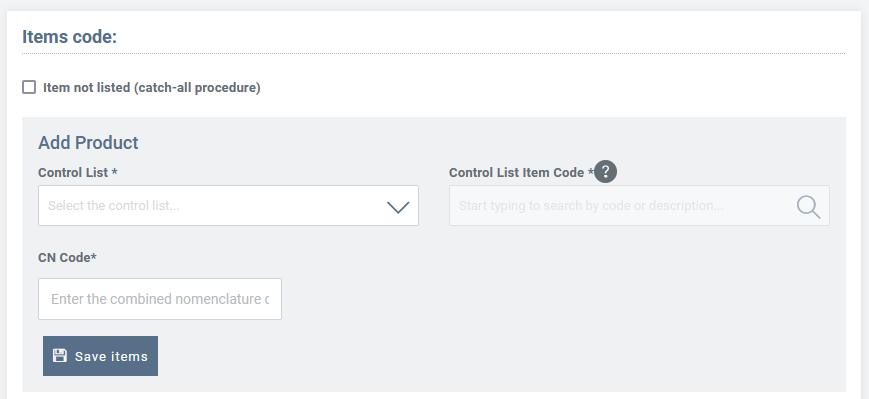 Items code:
Item not listed (catch-all procedure)
Add Product
Control List *
Control List Item Code * ?
Select the control list...
Start typing to search by code or description...
CN Code*
Enter the combined nomenclature c
Save items